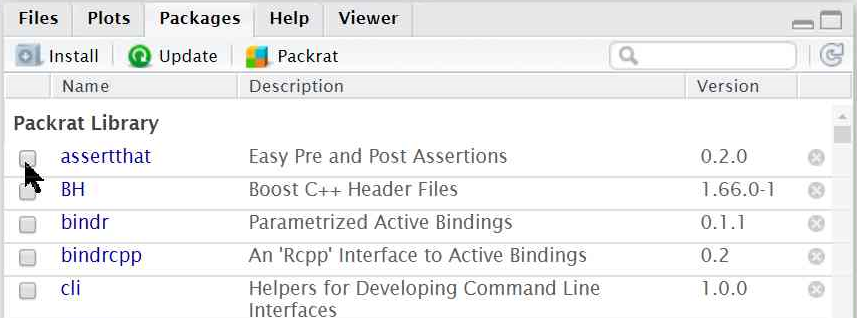 Files Plots Packages Help Viewer
Install Update Packrat
Name Description Version
Packrat Library
assertthat Easy Pre and Post Assertions 0.2.0
BH Boost C++ Header Files 1.66.0-1
bindr Parametrized Active Bindings 0.1.1
bindrcpp An 'Rcpp' Interface to Active Bindings 0.2
cli Helpers for Developing Command Line 1.0.0
Interfaces